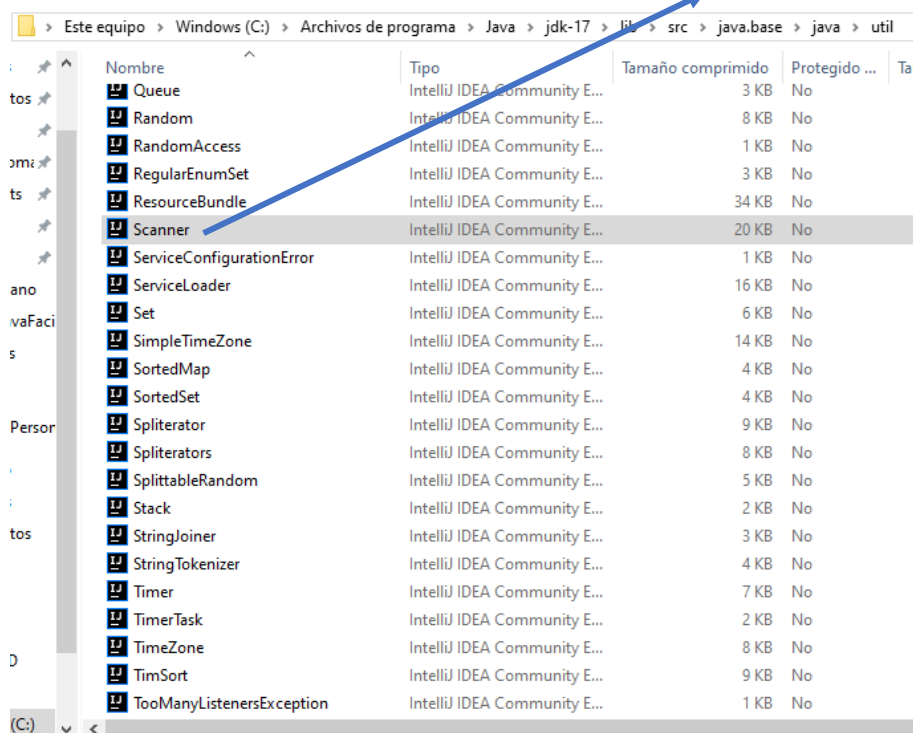 Este equipo > Windows (C:) > Archivos de programa > Java > jdk-17 > lib > src > java.base > java > util
Nombre Tipo Tamaño comprimido Protegido ... Ta
Queue IntelliJ IDEA Community E... 3 KB No
tos Random IntelliJ IDEA Community E... 8 KB No
RandomAccess IntelliJ IDEA Community E... 1 KB No
RegularEnumSet IntelliJ IDEA Community E... 3 KB No
ts ResourceBundle IntelliJ IDEA Community E... 34 KB No
Scanner IntelliJ IDEA Community E... 20 KB No
ServiceConfigurationError IntelliJ IDEA Community E... 1 KB No
ano ServiceLoader IntelliJ IDEA Community E... 16 KB No
vaFaci Set IntelliJ IDEA Community E... 6 KB No
s SimpleTimeZone IntelliJ IDEA Community E... 14 KB No
SortedMap IntelliJ IDEA Community E... 4 KB No
SortedSet IntelliJ IDEA Community E... 4 KB No
Person Spliterator IntelliJ IDEA Community E... 9 KB No
Spliterators IntelliJ IDEA Community E... 8 KB No
SplittableRandom IntelliJ IDEA Community E... 5 KB No
Stack IntelliJ IDEA Community E... 2 KB No
tos StringJoiner IntelliJ IDEA Community E... 3 KB No
StringTokenizer IntelliJ IDEA Community E... 4 KB No
Timer IntelliJ IDEA Community E... 7 KB No
TimerTask IntelliJ IDEA Community E... 2 KB No
TimeZone IntelliJ IDEA Community E... 8 KB No
TimSort IntelliJ IDEA Community E... 9 KB No
TooManyListenersException IntelliJ IDEA Community E... 1 KB No
(C:)